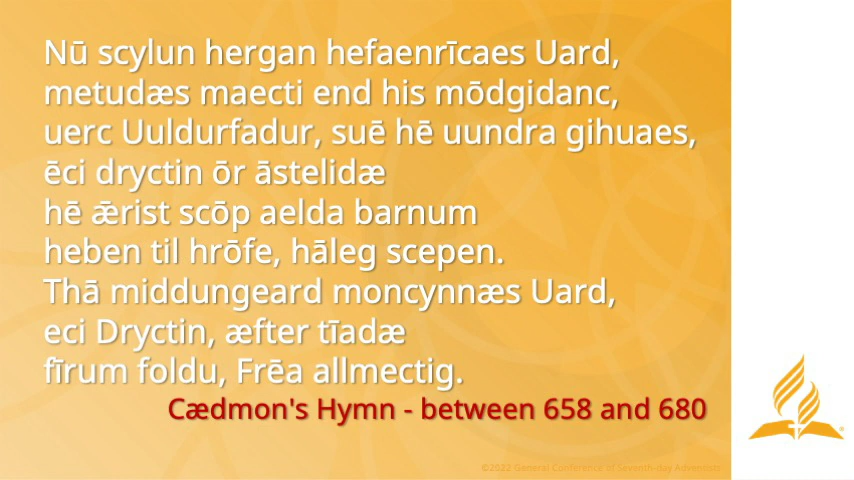 Nū scylun hergan hefaenrīcaes Uard,
metudæs maecti end his mōdgidanc,
uerc Uuldurfadur, suē hē uundra gihuaes,
ēci dryctin ōr āstelidæ
hē ǣrist scōp aelda barnum
heben til hrōfe, hāleg scepen.
Thā middungeard moncynnæs Uard,
eci Dryctin, æfter tīadæ
fīrum foldu, Frēa allmectig.
Cædmon's Hymn - between 658 and 680
©2022 General Conference of Seventh-day Adventists